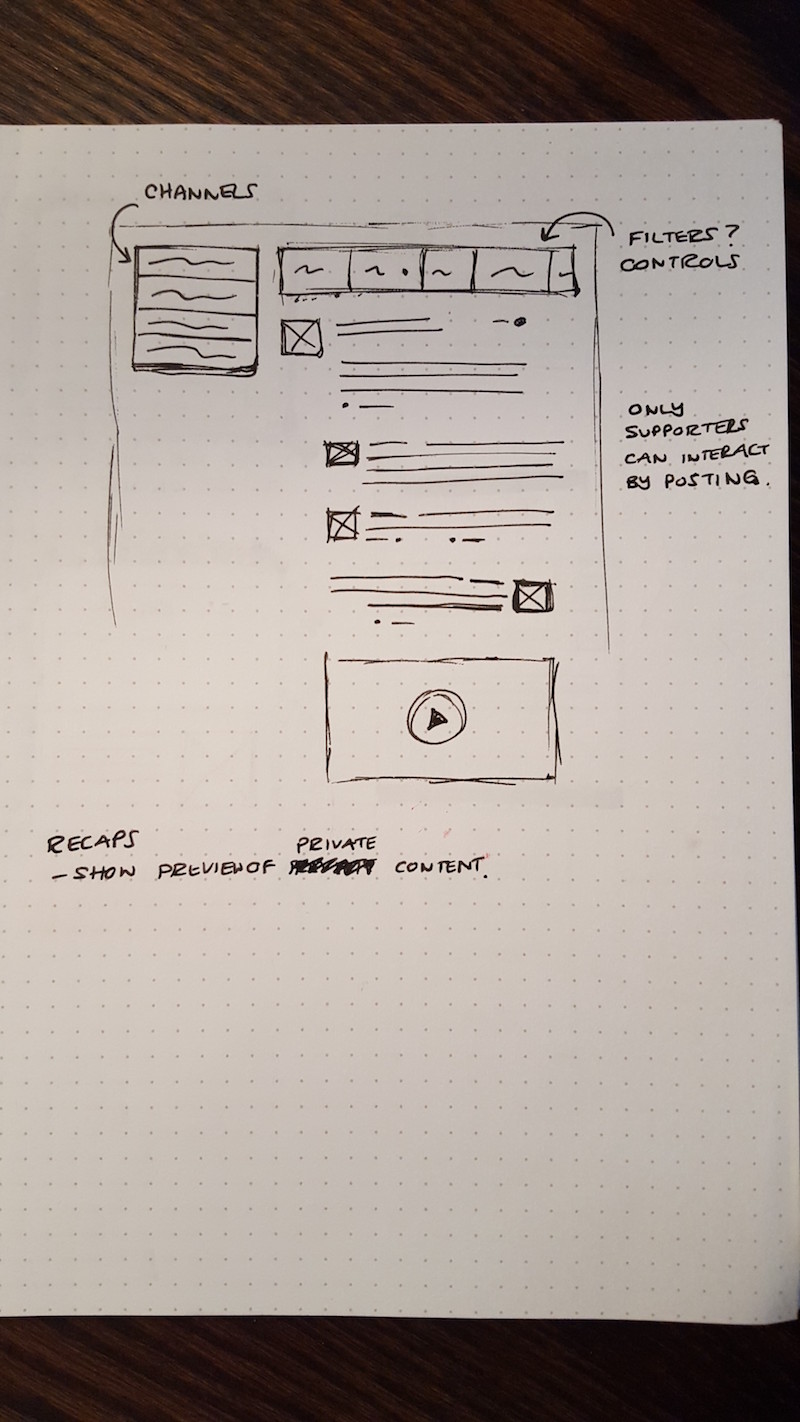 CHANNELS
FILTERS?
CONTROLS
ONLY
SUPPORTERS
CAN INTERACT
BY POSTING.
RECAPS
PRIVATE
- SHOW PREVIEW OF CONTENT.